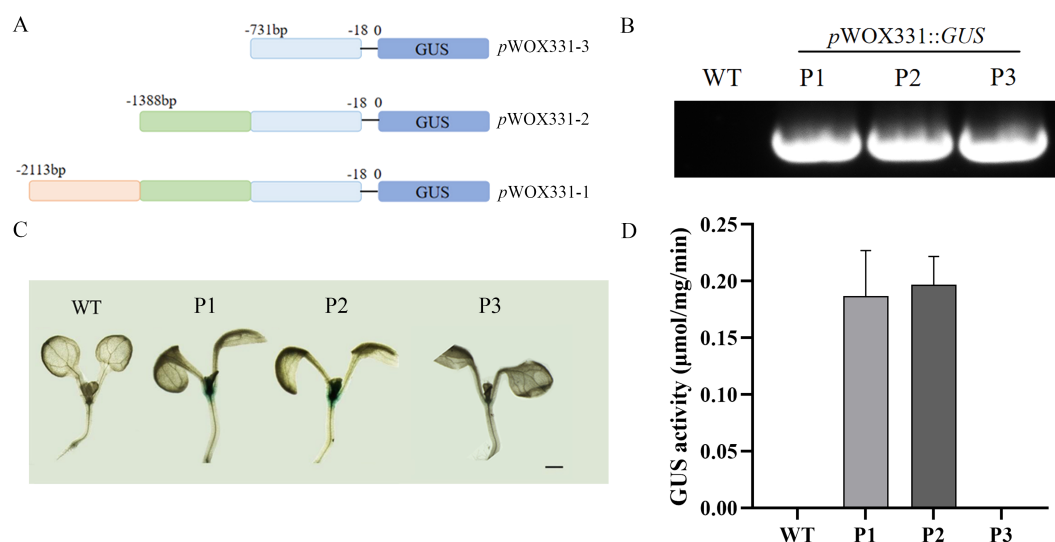 A
-731bp
-18 0
GUS
pWOX331-3
-1388bp
-18 0
GUS
pWOX331-2
-2113bp
-18 0
GUS
pWOX331-1
B
pWOX331::GUS
WT P1 P2 P3
C
WT P1 P2 P3
D
GUS activity (μmol/mg/min)
0.25
0.20
0.15
0.10
0.05
0.00
WT P1 P2 P3